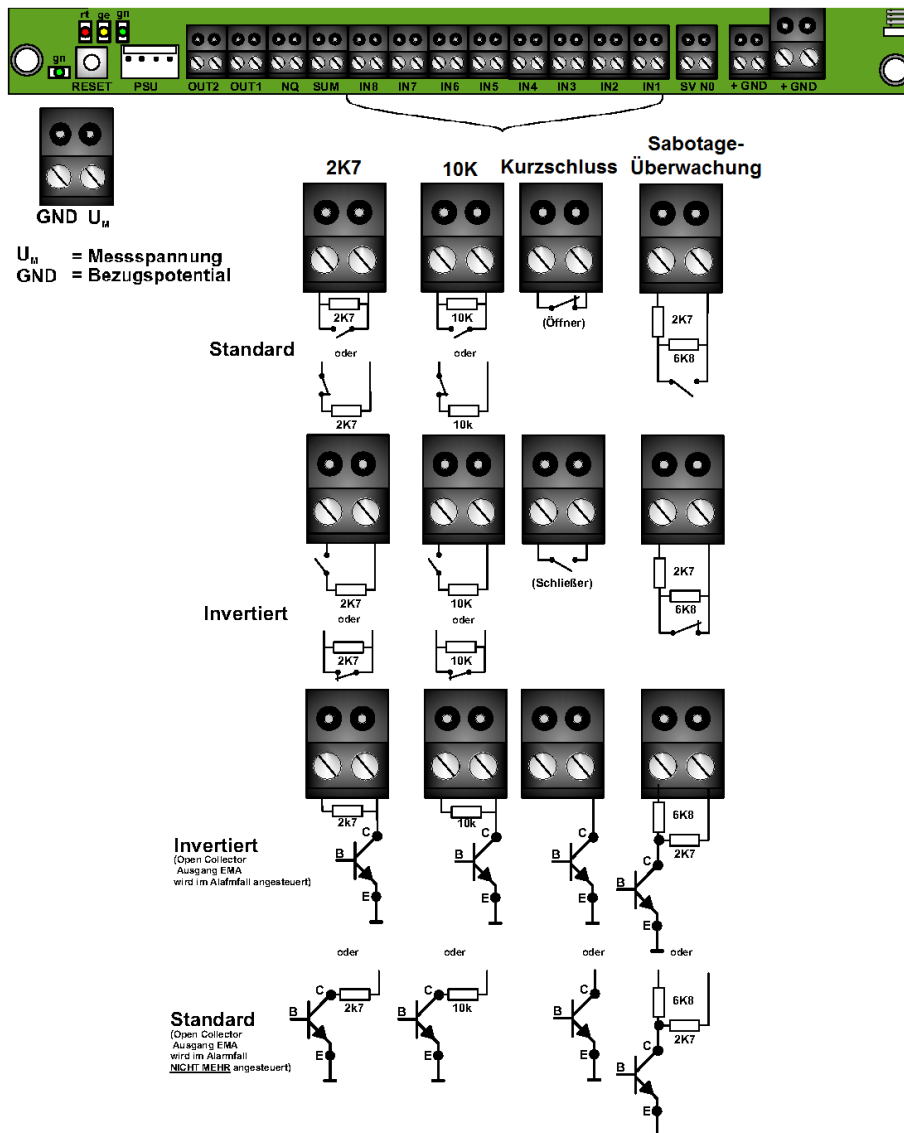 rt ge gn
gn
RESET PSU OUT2 OUT1 NQ SUM IN8 IN7 IN6 IN5 IN4 IN3 IN2 IN1 SV N0 + GND + GND
GND UM
UM = Messspannung
GND = Bezugspotential
2K7 10K Kurzschluss Sabotage-
Überwachung
Standard
2K7 10K (Öffner) 2K7
6K8
oder oder
2K7 10k
Invertiert
2K7 10K (Schließer) 2K7
6K8
oder oder
2K7 10K
Invertiert
(Open Collector
Ausgang EMA
wird im Alafmfall angesteuert)
2k7 10k 6K8
2K7
C C C C
B B B B
E E E E
oder oder oder oder
Standard
(Open Collector
Ausgang EMA
wird im Alarmfall
NICHT MEHR angesteuert)
C 2k7 C 10k C 6K8
2K7
C
B B B B
E E E E